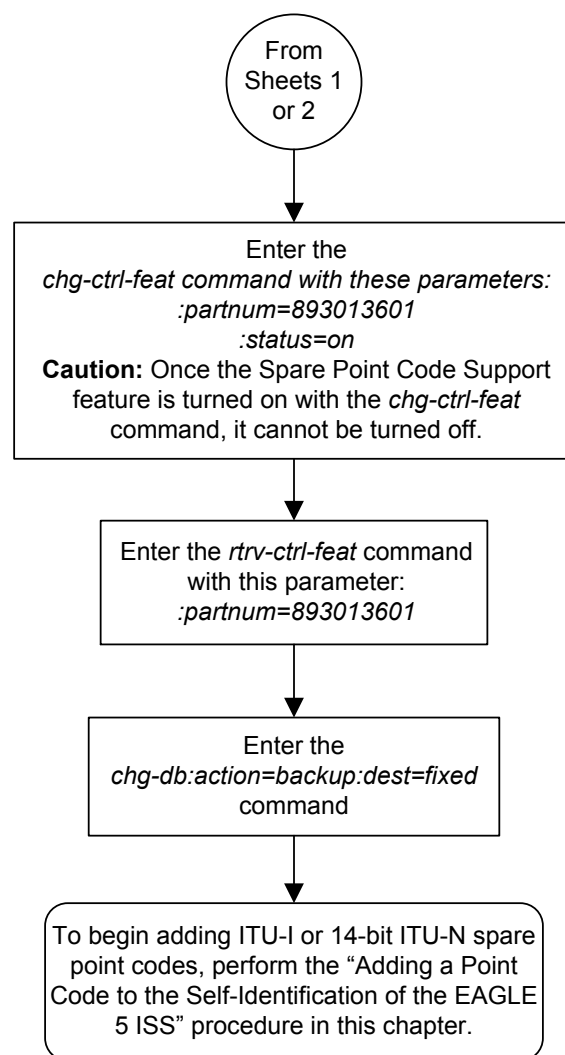 From
Sheets 1
or 2
Enter the
chg-ctrl-feat command with these parameters:
:partnum=893013601
:status=on
Caution: Once the Spare Point Code Support
feature is turned on with the chg-ctrl-feat
command, it cannot be turned off.
Enter the rtrv-ctrl-feat command
with this parameter:
:partnum=893013601
Enter the
chg-db:action=backup:dest=fixed
command
To begin adding ITU-I or 14-bit ITU-N spare
point codes, perform the “Adding a Point
Code to the Self-Identification of the EAGLE
5 ISS” procedure in this chapter.